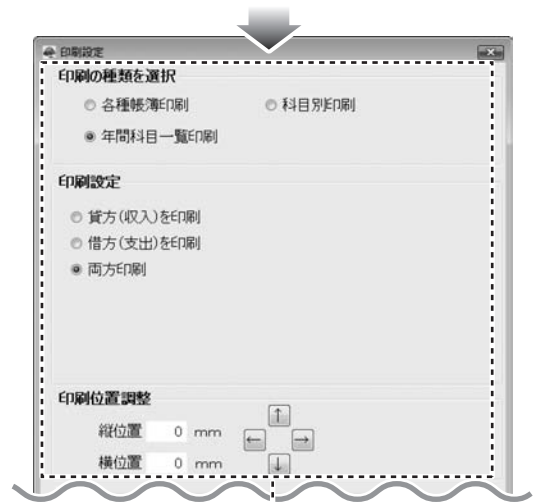 印刷設定
印刷の種類を選択
各種帳簿印刷 科目別印刷
年間科目一覧印刷
印刷設定
貸方(収入)を印刷
借方(支出)を印刷
両方印刷
印刷位置調整
縦位置 0 mm
↑
← →
横位置 0 mm ↓